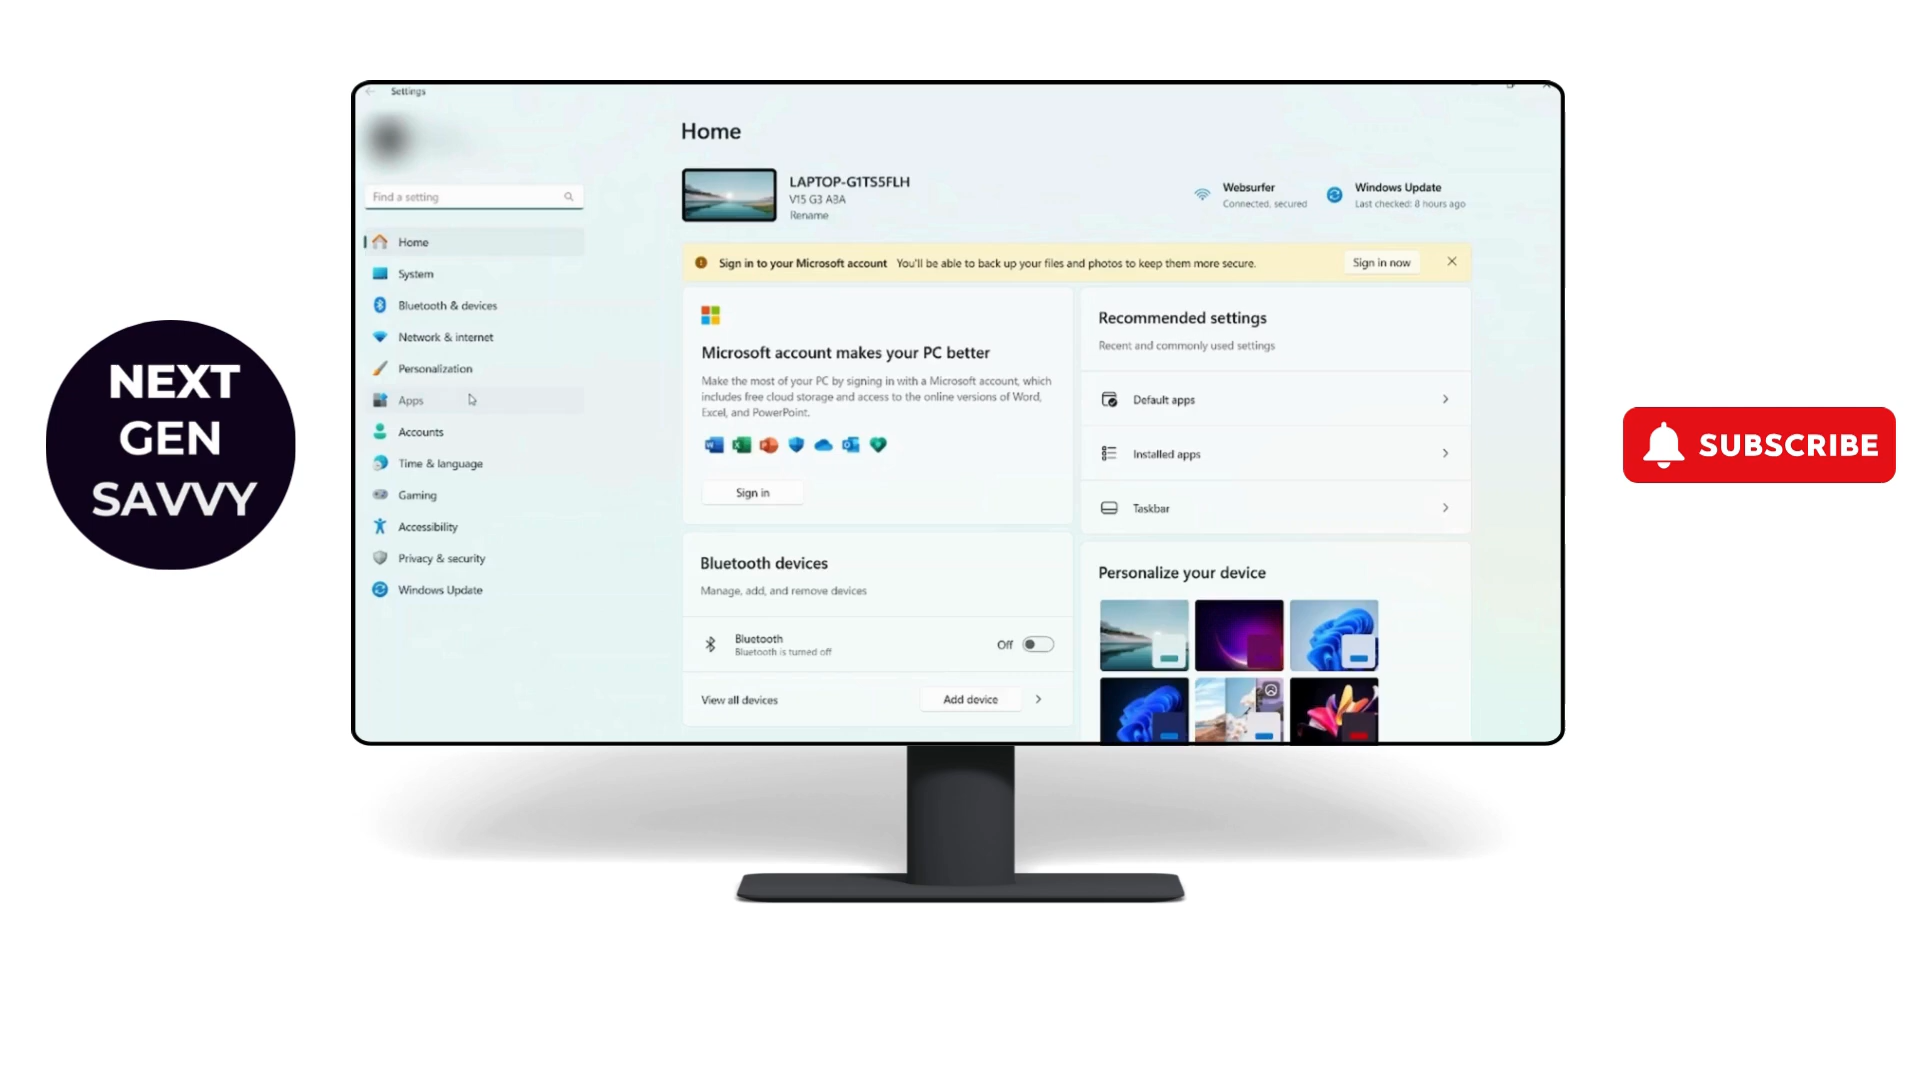 NEXT
GEN
SAVVY
Settings
Find a setting
Home
System
Bluetooth & devices
Network & internet
Personalization
Apps
Accounts
Time & language
Gaming
Accessibility
Privacy & security
Windows Update
Home
LAPTOP-G1TS5FLH
V15 G3 ABA
Rename
Websurfer
Connected, secured
Windows Update
Last checked: 8 hours ago
Sign in to your Microsoft account You'll be able to back up your files and photos to keep them more secure.
Sign in now
Microsoft account makes your PC better
Make the most of your PC by signing in with a Microsoft account, which
includes free cloud storage and access to the online versions of Word,
Excel, and PowerPoint.
Sign in
Bluetooth devices
Manage, add, and remove devices
Bluetooth
Bluetooth is turned off
Off
View all devices
Add device
Recommended settings
Recent and commonly used settings
Default apps
Installed apps
Taskbar
Personalize your device
SUBSCRIBE